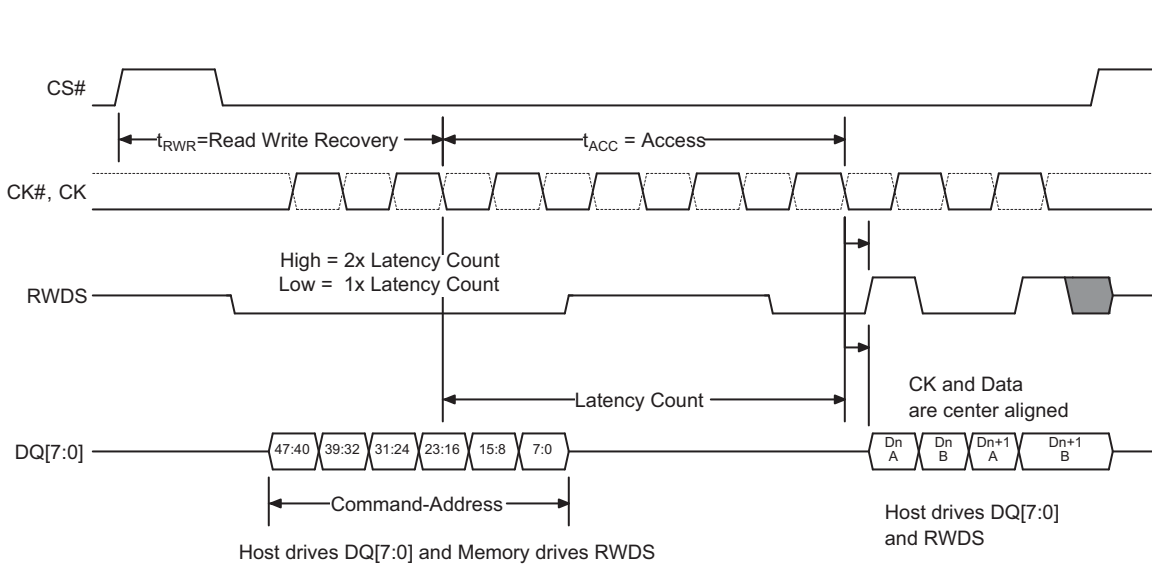 CS#
tRWR=Read Write Recovery
tACC = Access
CK#, CK
High = 2x Latency Count
Low = 1x Latency Count
RWDS
Latency Count
CK and Data
are center aligned
DQ[7:0]
47:40 39:32 31:24 23:16 15:8 7:0
Dn
A
Dn
B
Dn+1
A
Dn+1
B
Command-Address
Host drives DQ[7:0]
and RWDS
Host drives DQ[7:0] and Memory drives RWDS